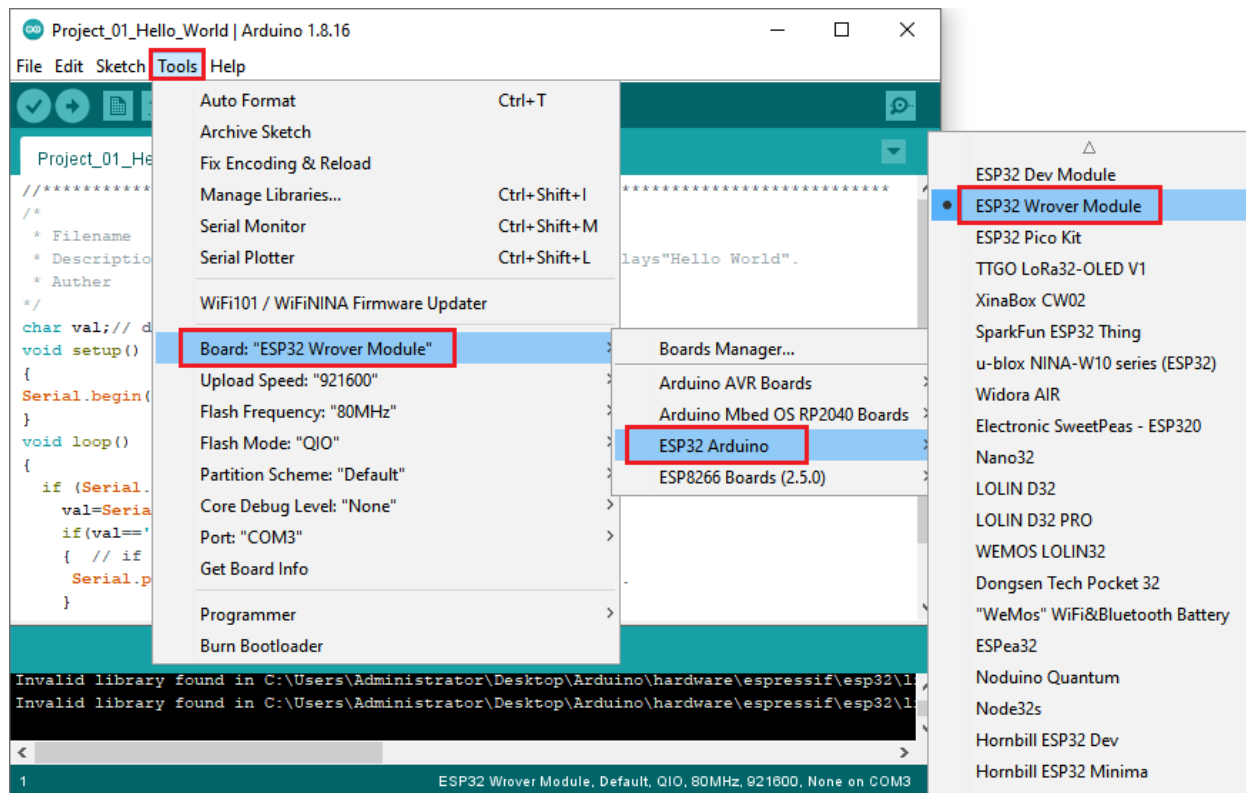 Project_01_Hello_World | Arduino 1.8.16
File Edit Sketch Tools Help
Project_01_He
//***********
/*
* Filename
* Descriptio
* Auther
*/
char val;// d
void setup()
{
Serial.begin(
}
void loop()
{
if (Serial.
val=Seria
if(val=='
{ // if
Serial.p
}
***************************
lays"Hello World".
.
Auto Format Ctrl+T
Archive Sketch
Fix Encoding & Reload
Manage Libraries... Ctrl+Shift+I
Serial Monitor Ctrl+Shift+M
Serial Plotter Ctrl+Shift+L
WiFi101 / WiFiNINA Firmware Updater
Board: "ESP32 Wrover Module"
Upload Speed: "921600"
Flash Frequency: "80MHz"
Flash Mode: "QIO"
Partition Scheme: "Default"
Core Debug Level: "None"
Port: "COM3"
Get Board Info
Programmer
Burn Bootloader
Boards Manager...
Arduino AVR Boards
Arduino Mbed OS RP2040 Boards
ESP32 Arduino
ESP8266 Boards (2.5.0)
ESP32 Dev Module
ESP32 Wrover Module
ESP32 Pico Kit
TTGO LoRa32-OLED V1
XinaBox CW02
SparkFun ESP32 Thing
u-blox NINA-W10 series (ESP32)
Widora AIR
Electronic SweetPeas - ESP320
Nano32
LOLIN D32
LOLIN D32 PRO
WEMOS LOLIN32
Dongsen Tech Pocket 32
"WeMos" WiFi&Bluetooth Battery
ESPea32
Noduino Quantum
Node32s
Hornbill ESP32 Dev
Hornbill ESP32 Minima
Invalid library found in C:\Users\Administrator\Desktop\Arduino\hardware\espressif\esp32\l
Invalid library found in C:\Users\Administrator\Desktop\Arduino\hardware\espressif\esp32\l
1 ESP32 Wrover Module, Default, QIO, 80MHz, 921600, None on COM3